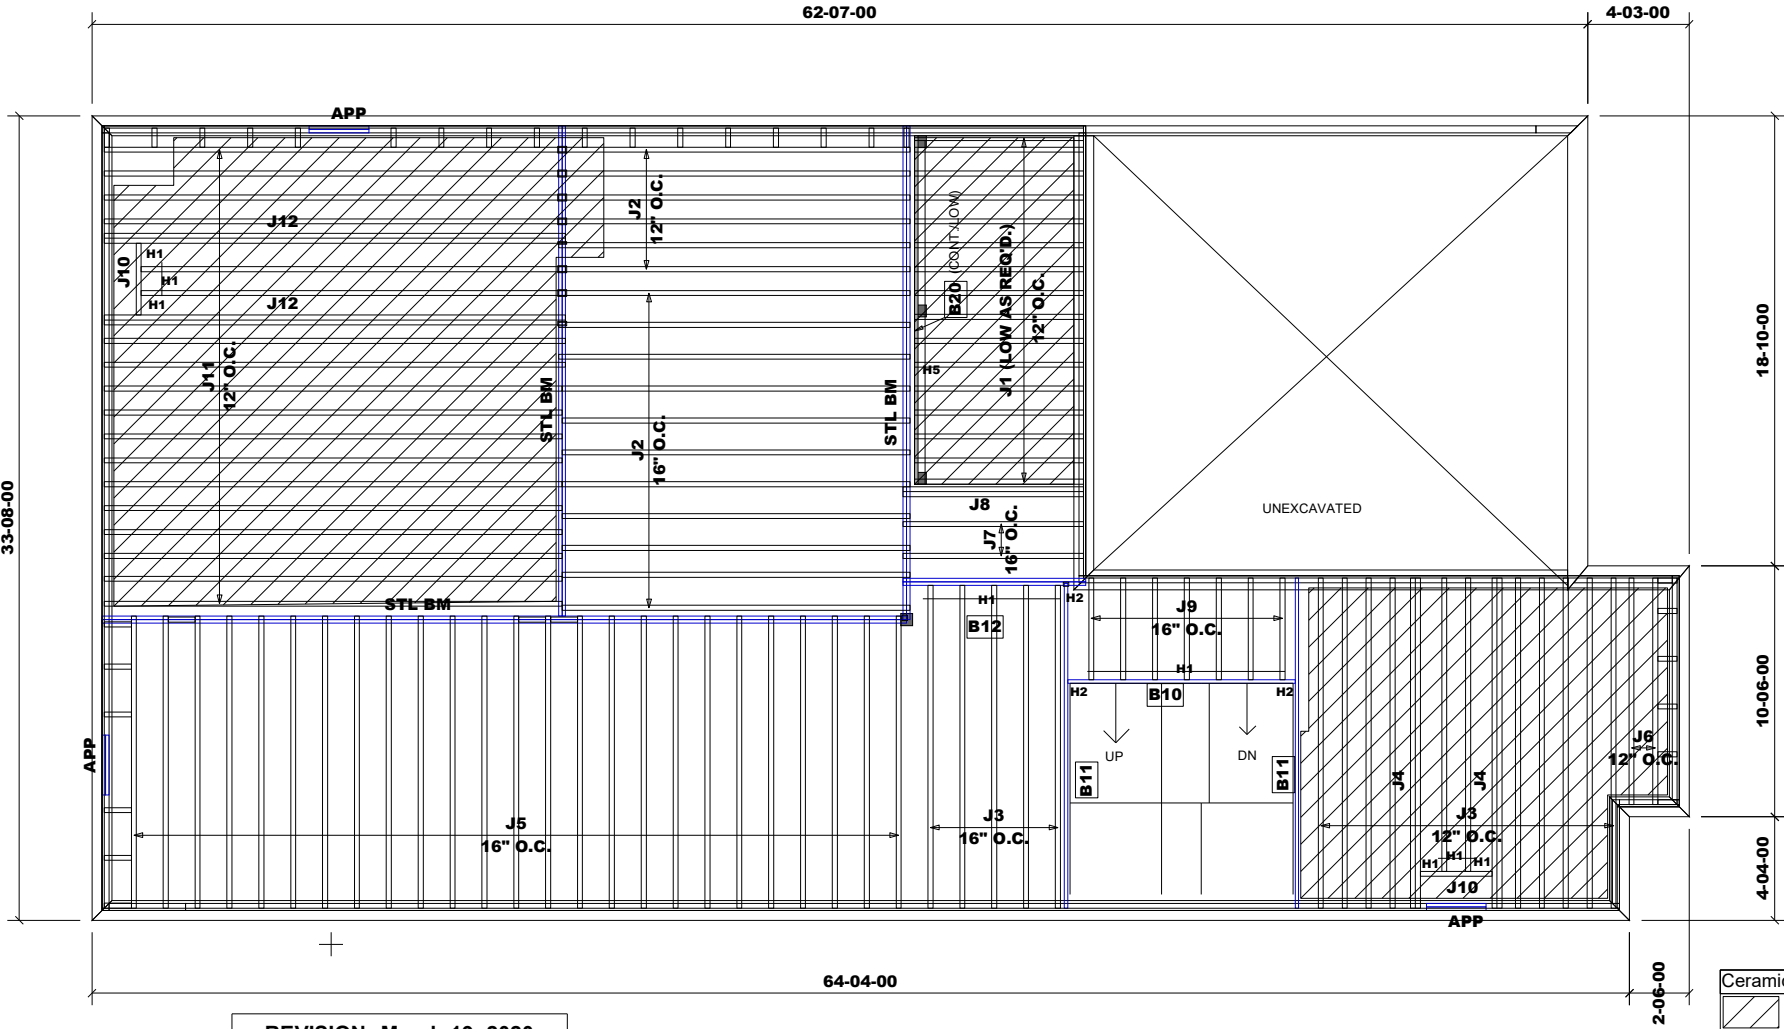 62-07-00
4-03-00
APP
33-08-00
18-10-00
10-06-00
4-04-00
J12
J10
H1
H1
H1
J12
J11
12" O.C.
J2
12" O.C.
J2
16" O.C.
STL BM
STL BM
STL BM
B20 (CONT./LOW)
J1 (LOW AS REQ'D.)
12" O.C.
H5
UNEXCAVATED
J8
J7
16" O.C.
H1
H2
B12
J9
16" O.C.
H1
H2
B10
H2
UP
DN
B11
B11
APP
J5
16" O.C.
J3
16" O.C.
J4
J4
J6
12" O.C.
J3
12" O.C.
H1
H1
H1
J10
APP
64-04-00
2-06-00